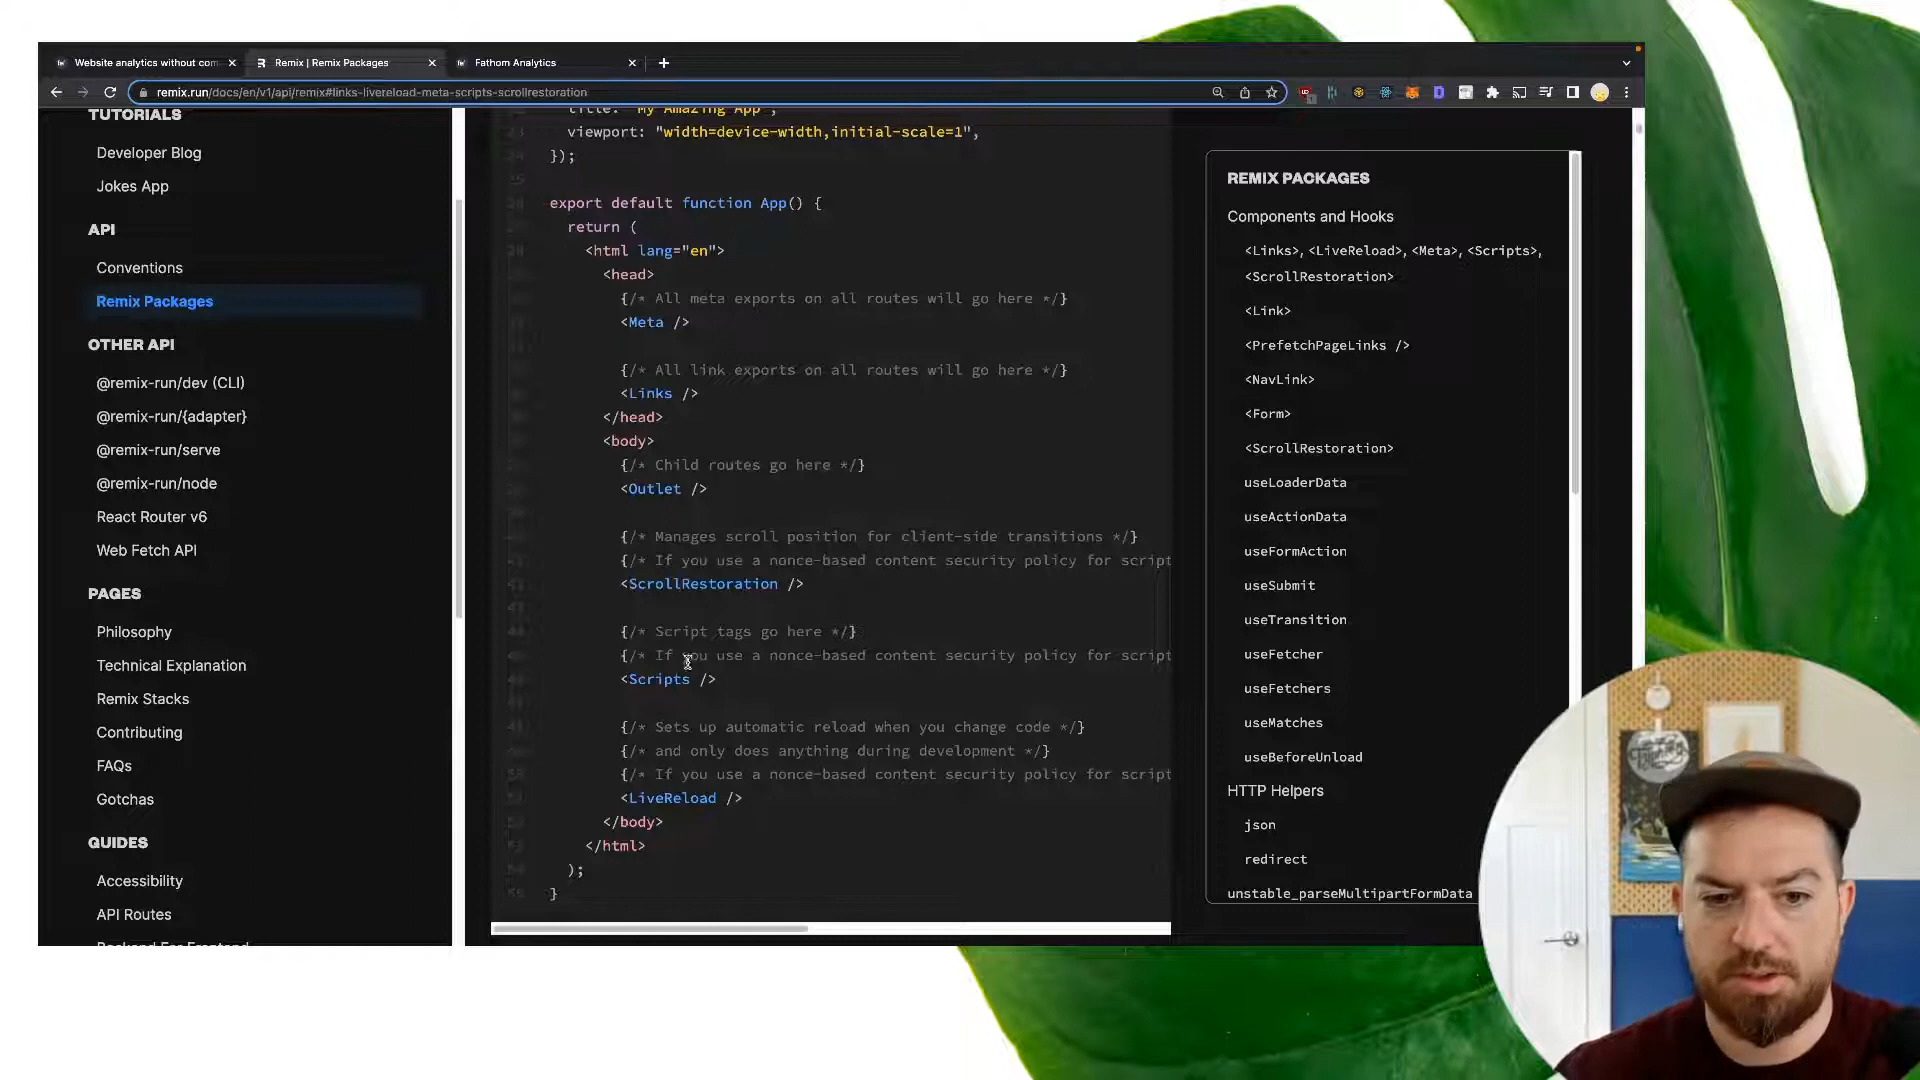 Website analytics without com
Remix | Remix Packages
Fathom Analytics
remix.run/docs/en/v1/api/remix#links-livereload-meta-scripts-scrollrestoration
TUTORIALS
Developer Blog
Jokes App
API
Conventions
Remix Packages
OTHER API
@remix-run/dev (CLI)
@remix-run/{adapter}
@remix-run/serve
@remix-run/node
React Router v6
Web Fetch API
PAGES
Philosophy
Technical Explanation
Remix Stacks
Contributing
FAQs
Gotchas
GUIDES
Accessibility
API Routes
Backend For Frontend
title: "My Amazing App",
viewport: "width=device-width,initial-scale=1",
});
export default function App() {
return (
<html lang="en">
<head>
{/* All meta exports on all routes will go here */}
<Meta />
{/* All link exports on all routes will go here */}
<Links />
</head>
<body>
{/* Child routes go here */}
<Outlet />
{/* Manages scroll position for client-side transitions */}
{/* If you use a nonce-based content security policy for script
<ScrollRestoration />
{/* Script tags go here */}
{/* If you use a nonce-based content security policy for script
<Scripts />
{/* Sets up automatic reload when you change code */}
{/* and only does anything during development */}
{/* If you use a nonce-based content security policy for script
<LiveReload />
</body>
</html>
);
}
REMIX PACKAGES
Components and Hooks
<Links>, <LiveReload>, <Meta>, <Scripts>,
<ScrollRestoration>
<Link>
<PrefetchPageLinks />
<NavLink>
<Form>
<ScrollRestoration>
useLoaderData
useActionData
useFormAction
useSubmit
useTransition
useFetcher
useFetchers
useMatches
useBeforeUnload
HTTP Helpers
json
redirect
unstable_parseMultipartFormData